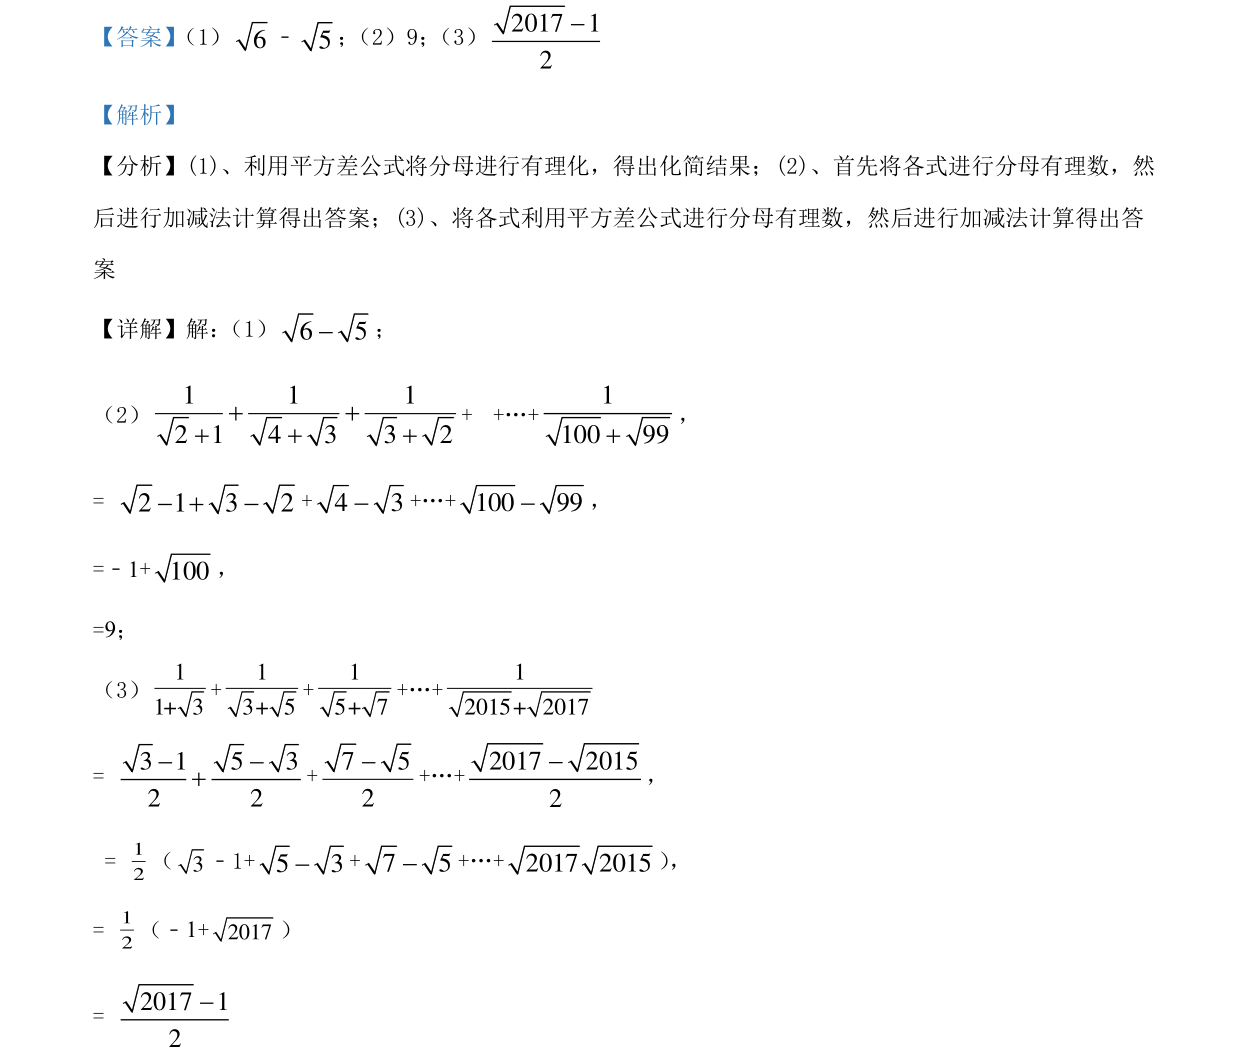 【答案】（1）√6 - √5；（2）9；（3）(√2017 −1)/2
【解析】
【分析】(1)、利用平方差公式将分母进行有理化，得出化简结果；(2)、首先将各式进行分母有理数，然
后进行加减法计算得出答案；(3)、将各式利用平方差公式进行分母有理数，然后进行加减法计算得出答
案
【详解】解：（1）√6−√5；
（2）1/(√2+1)+1/(√4+√3)+1/(√3+√2)+ +…+1/(√100+√99)，
= √2−1+√3−√2+√4−√3+…+√100−√99，
=﹣1+√100，
=9；
（3）1/(1+√3)+1/(√3+√5)+1/(√5+√7)+…+1/(√2015+√2017)
= (√3−1)/2+(√5−√3)/2+(√7−√5)/2+…+(√2017−√2015)/2，
= 1/2（√3﹣1+√5−√3+√7−√5+…+√2017√2015），
= 1/2（﹣1+√2017）
= (√2017−1)/2